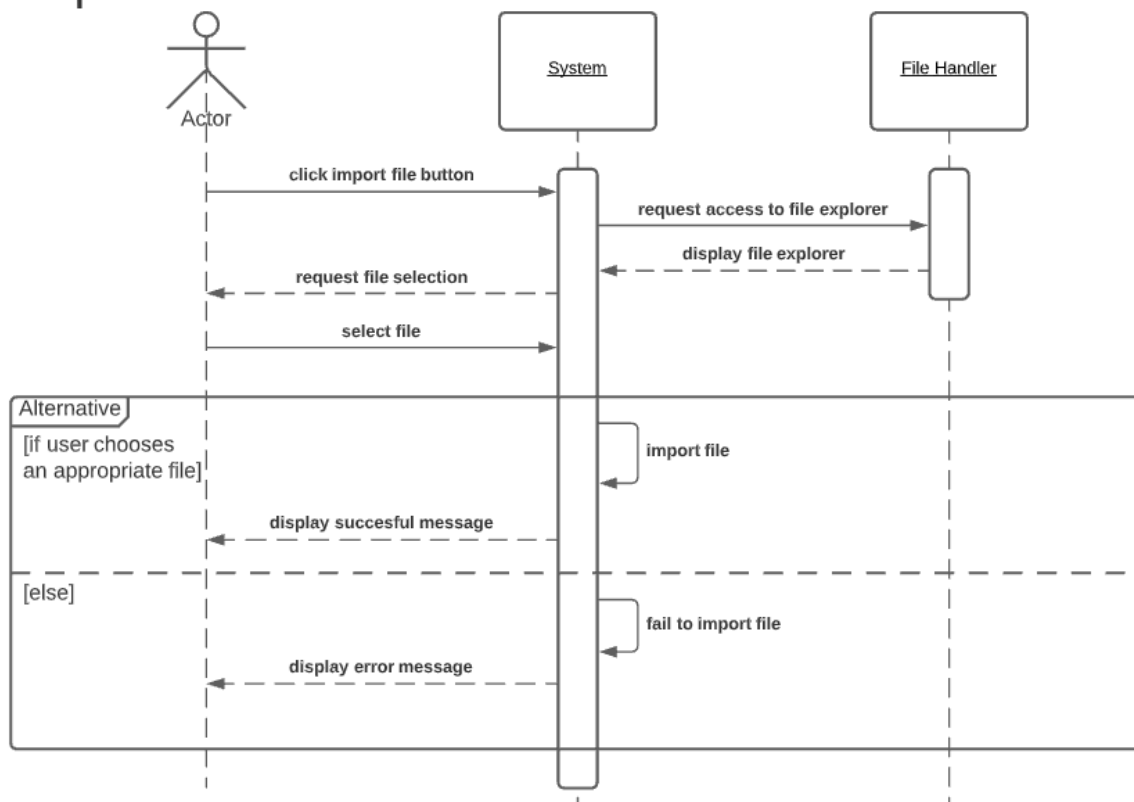 System
File Handler
Actor
click import file button
request access to file explorer
display file explorer
request file selection
select file
Alternative
[if user chooses
an appropriate file]
import file
display succesful message
[else]
fail to import file
display error message